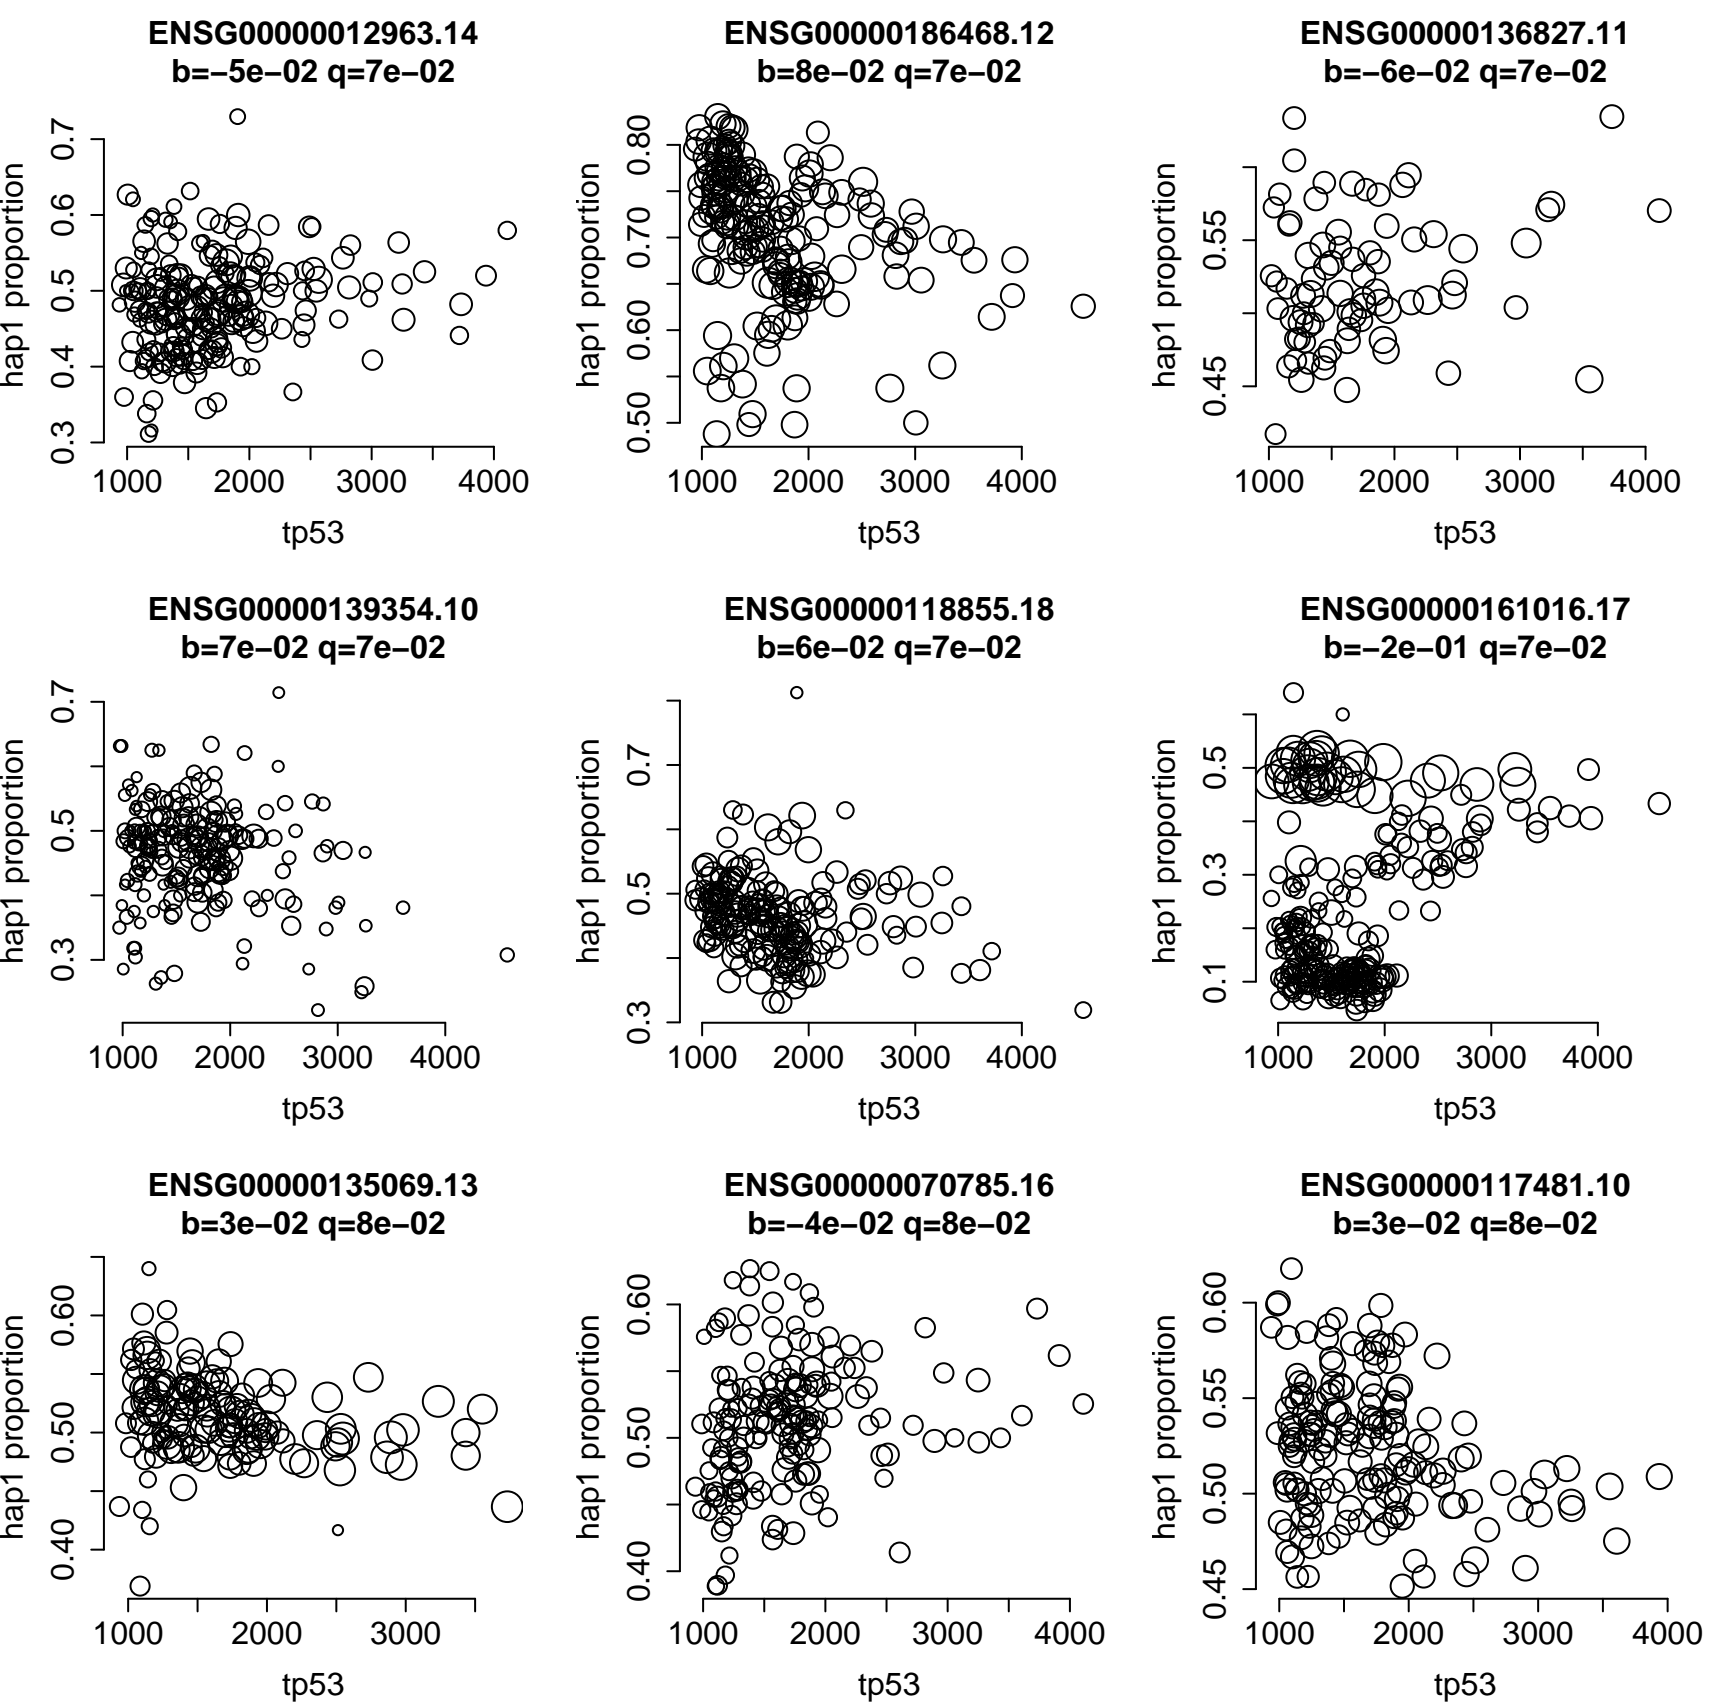 ENSG00000012963.14
b=−5e−02 q=7e−02
hap1 proportion
0.3 0.4 0.5 0.6 0.7
1000 2000 3000 4000
tp53
ENSG00000186468.12
b=8e−02 q=7e−02
hap1 proportion
0.50 0.60 0.70 0.80
1000 2000 3000 4000
tp53
ENSG00000136827.11
b=−6e−02 q=7e−02
hap1 proportion
0.45 0.55
1000 2000 3000 4000
tp53
ENSG00000139354.10
b=7e−02 q=7e−02
hap1 proportion
0.3 0.5 0.7
1000 2000 3000 4000
tp53
ENSG00000118855.18
b=6e−02 q=7e−02
hap1 proportion
0.3 0.5 0.7
1000 2000 3000 4000
tp53
ENSG00000161016.17
b=−2e−01 q=7e−02
hap1 proportion
0.1 0.3 0.5
1000 2000 3000 4000
tp53
ENSG00000135069.13
b=3e−02 q=8e−02
hap1 proportion
0.40 0.50 0.60
1000 2000 3000
tp53
ENSG00000070785.16
b=−4e−02 q=8e−02
hap1 proportion
0.40 0.50 0.60
1000 2000 3000 4000
tp53
ENSG00000117481.10
b=3e−02 q=8e−02
hap1 proportion
0.45 0.50 0.55 0.60
1000 2000 3000 4000
tp53